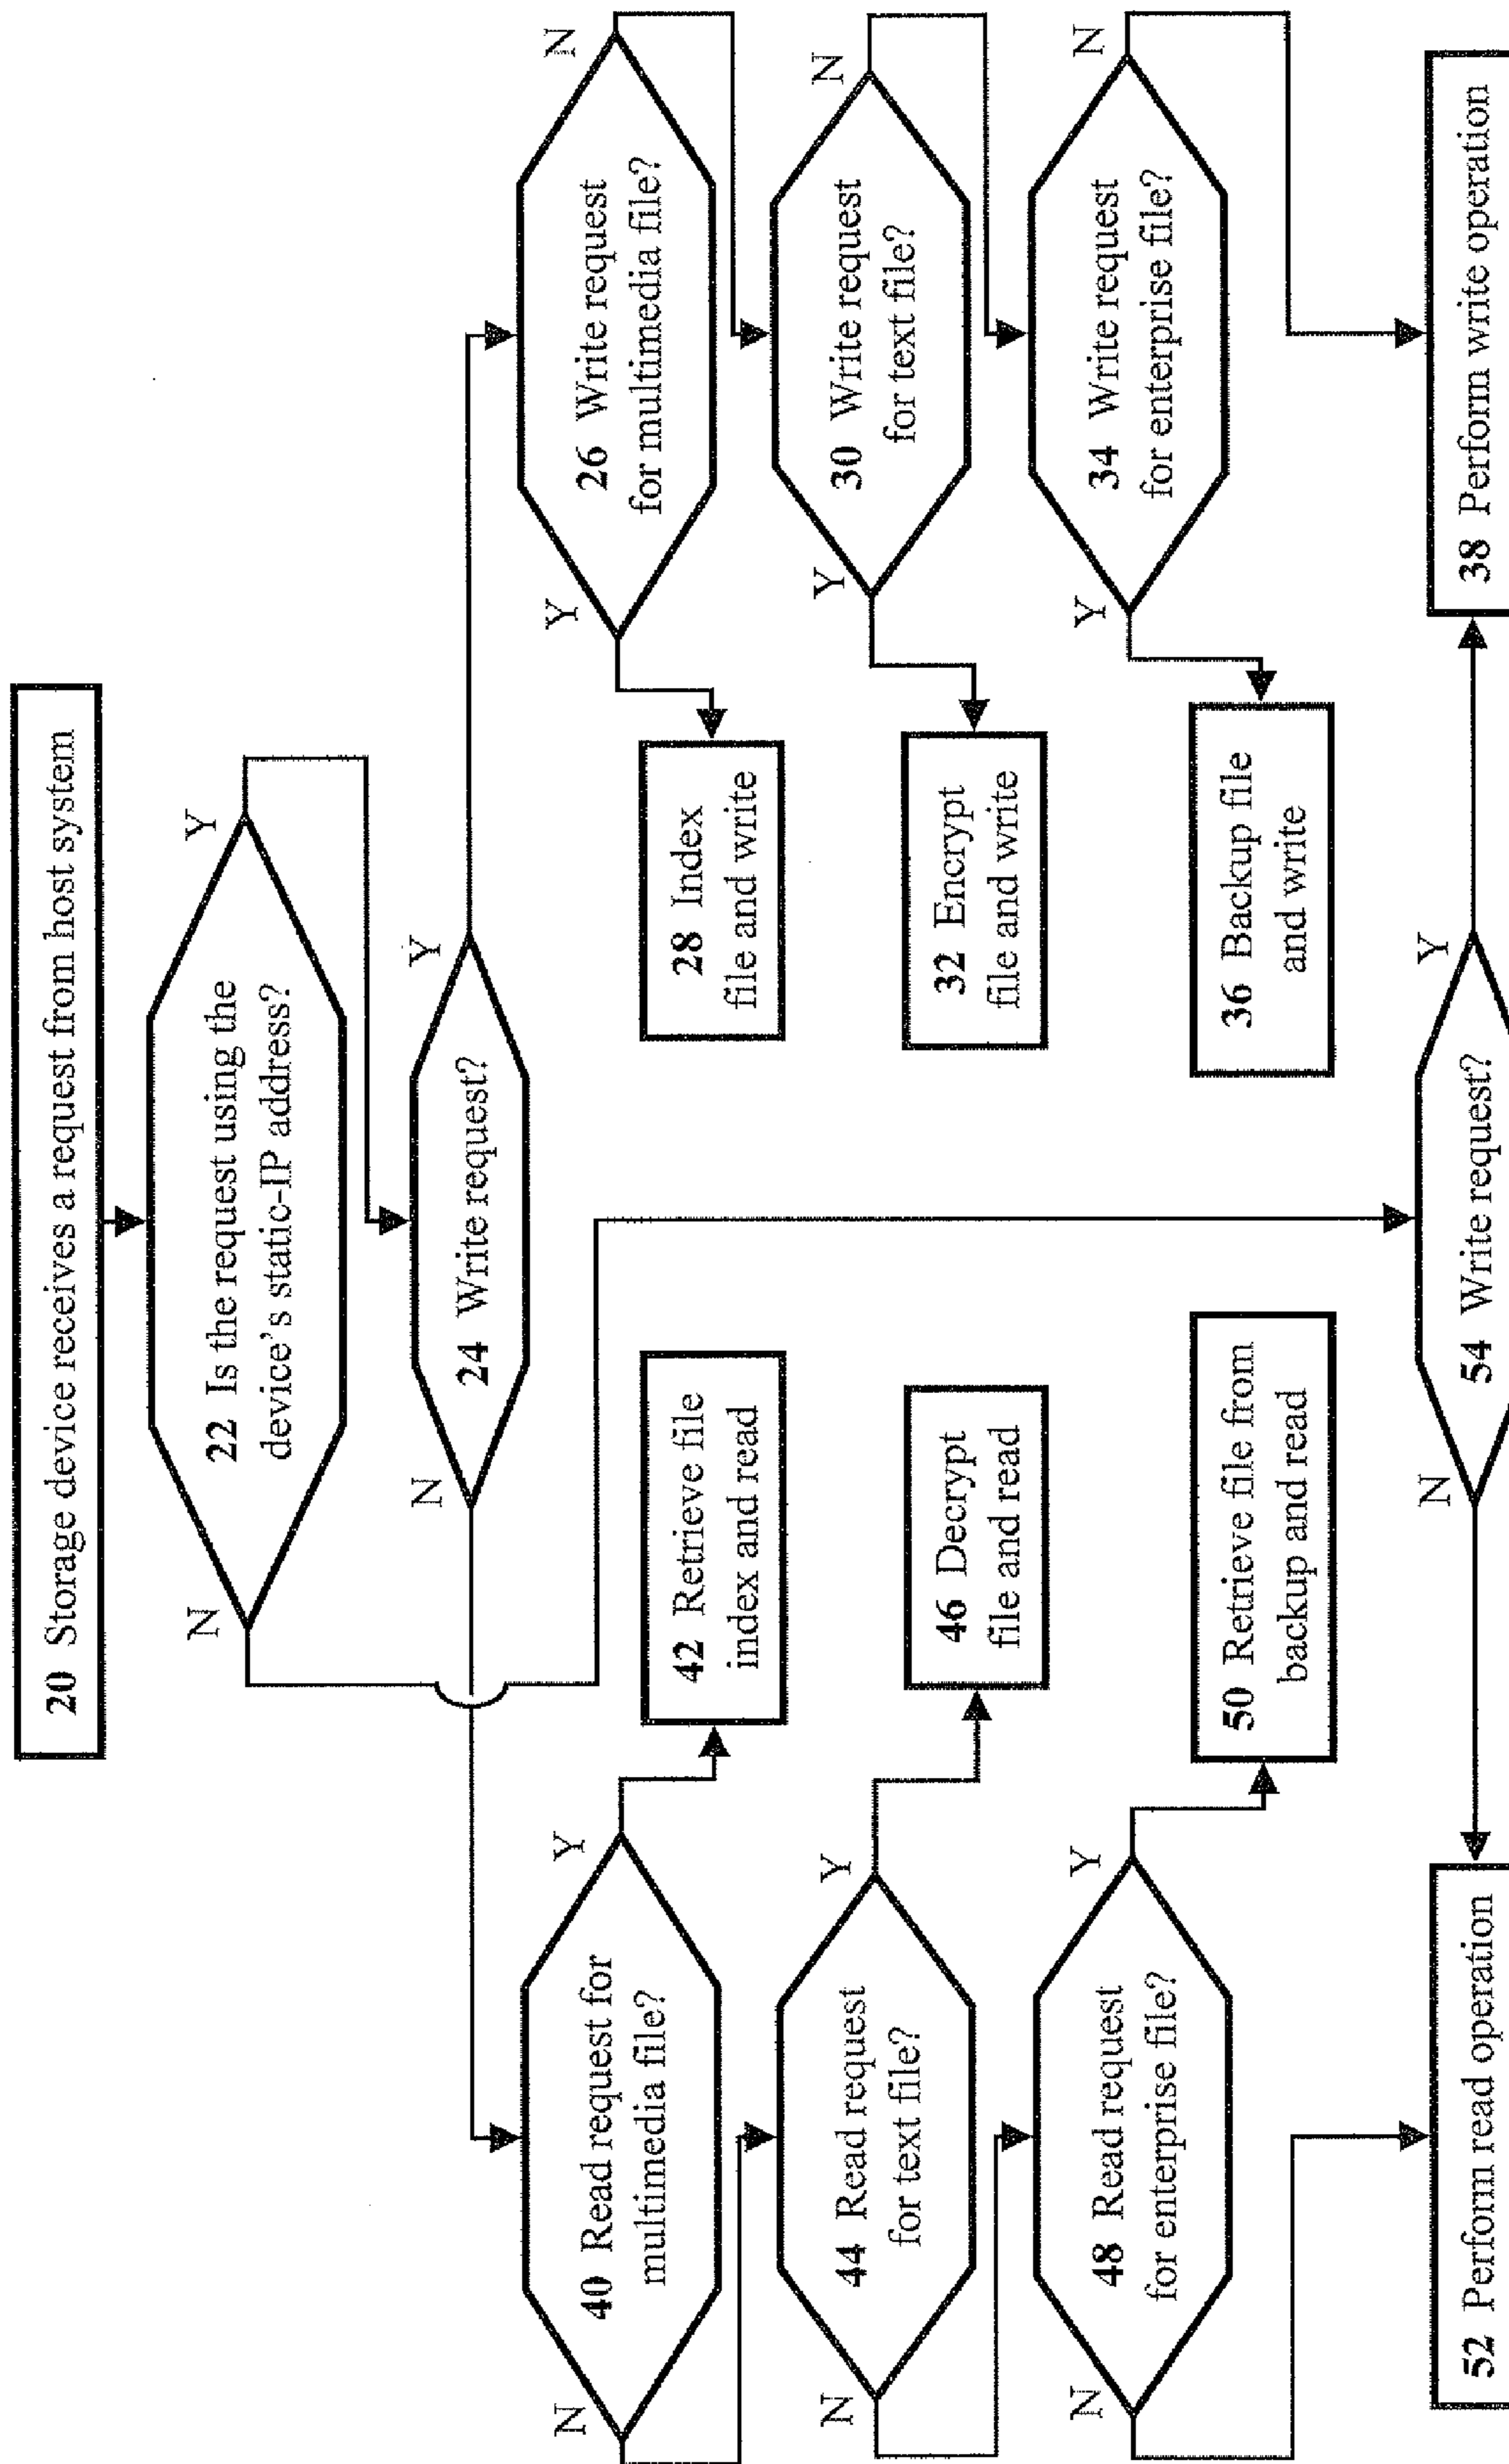 20 Storage device receives a request from host system
N
Y
22 Is the request using the
device's static-IP address?
N
Y
24 Write request?
N
Y
40 Read request for
multimedia file?
42 Retrieve file
index and read
Y
N
26 Write request
for multimedia file?
28 Index
file and write
N
Y
44 Read request
for text file?
46 Decrypt
file and read
Y
N
30 Write request
for text file?
32 Encrypt
file and write
N
Y
48 Read request
for enterprise file?
50 Retrieve file from
backup and read
Y
N
34 Write request
for enterprise file?
36 Backup file
and write
52 Perform read operation
N
54 Write request?
Y
38 Perform write operation